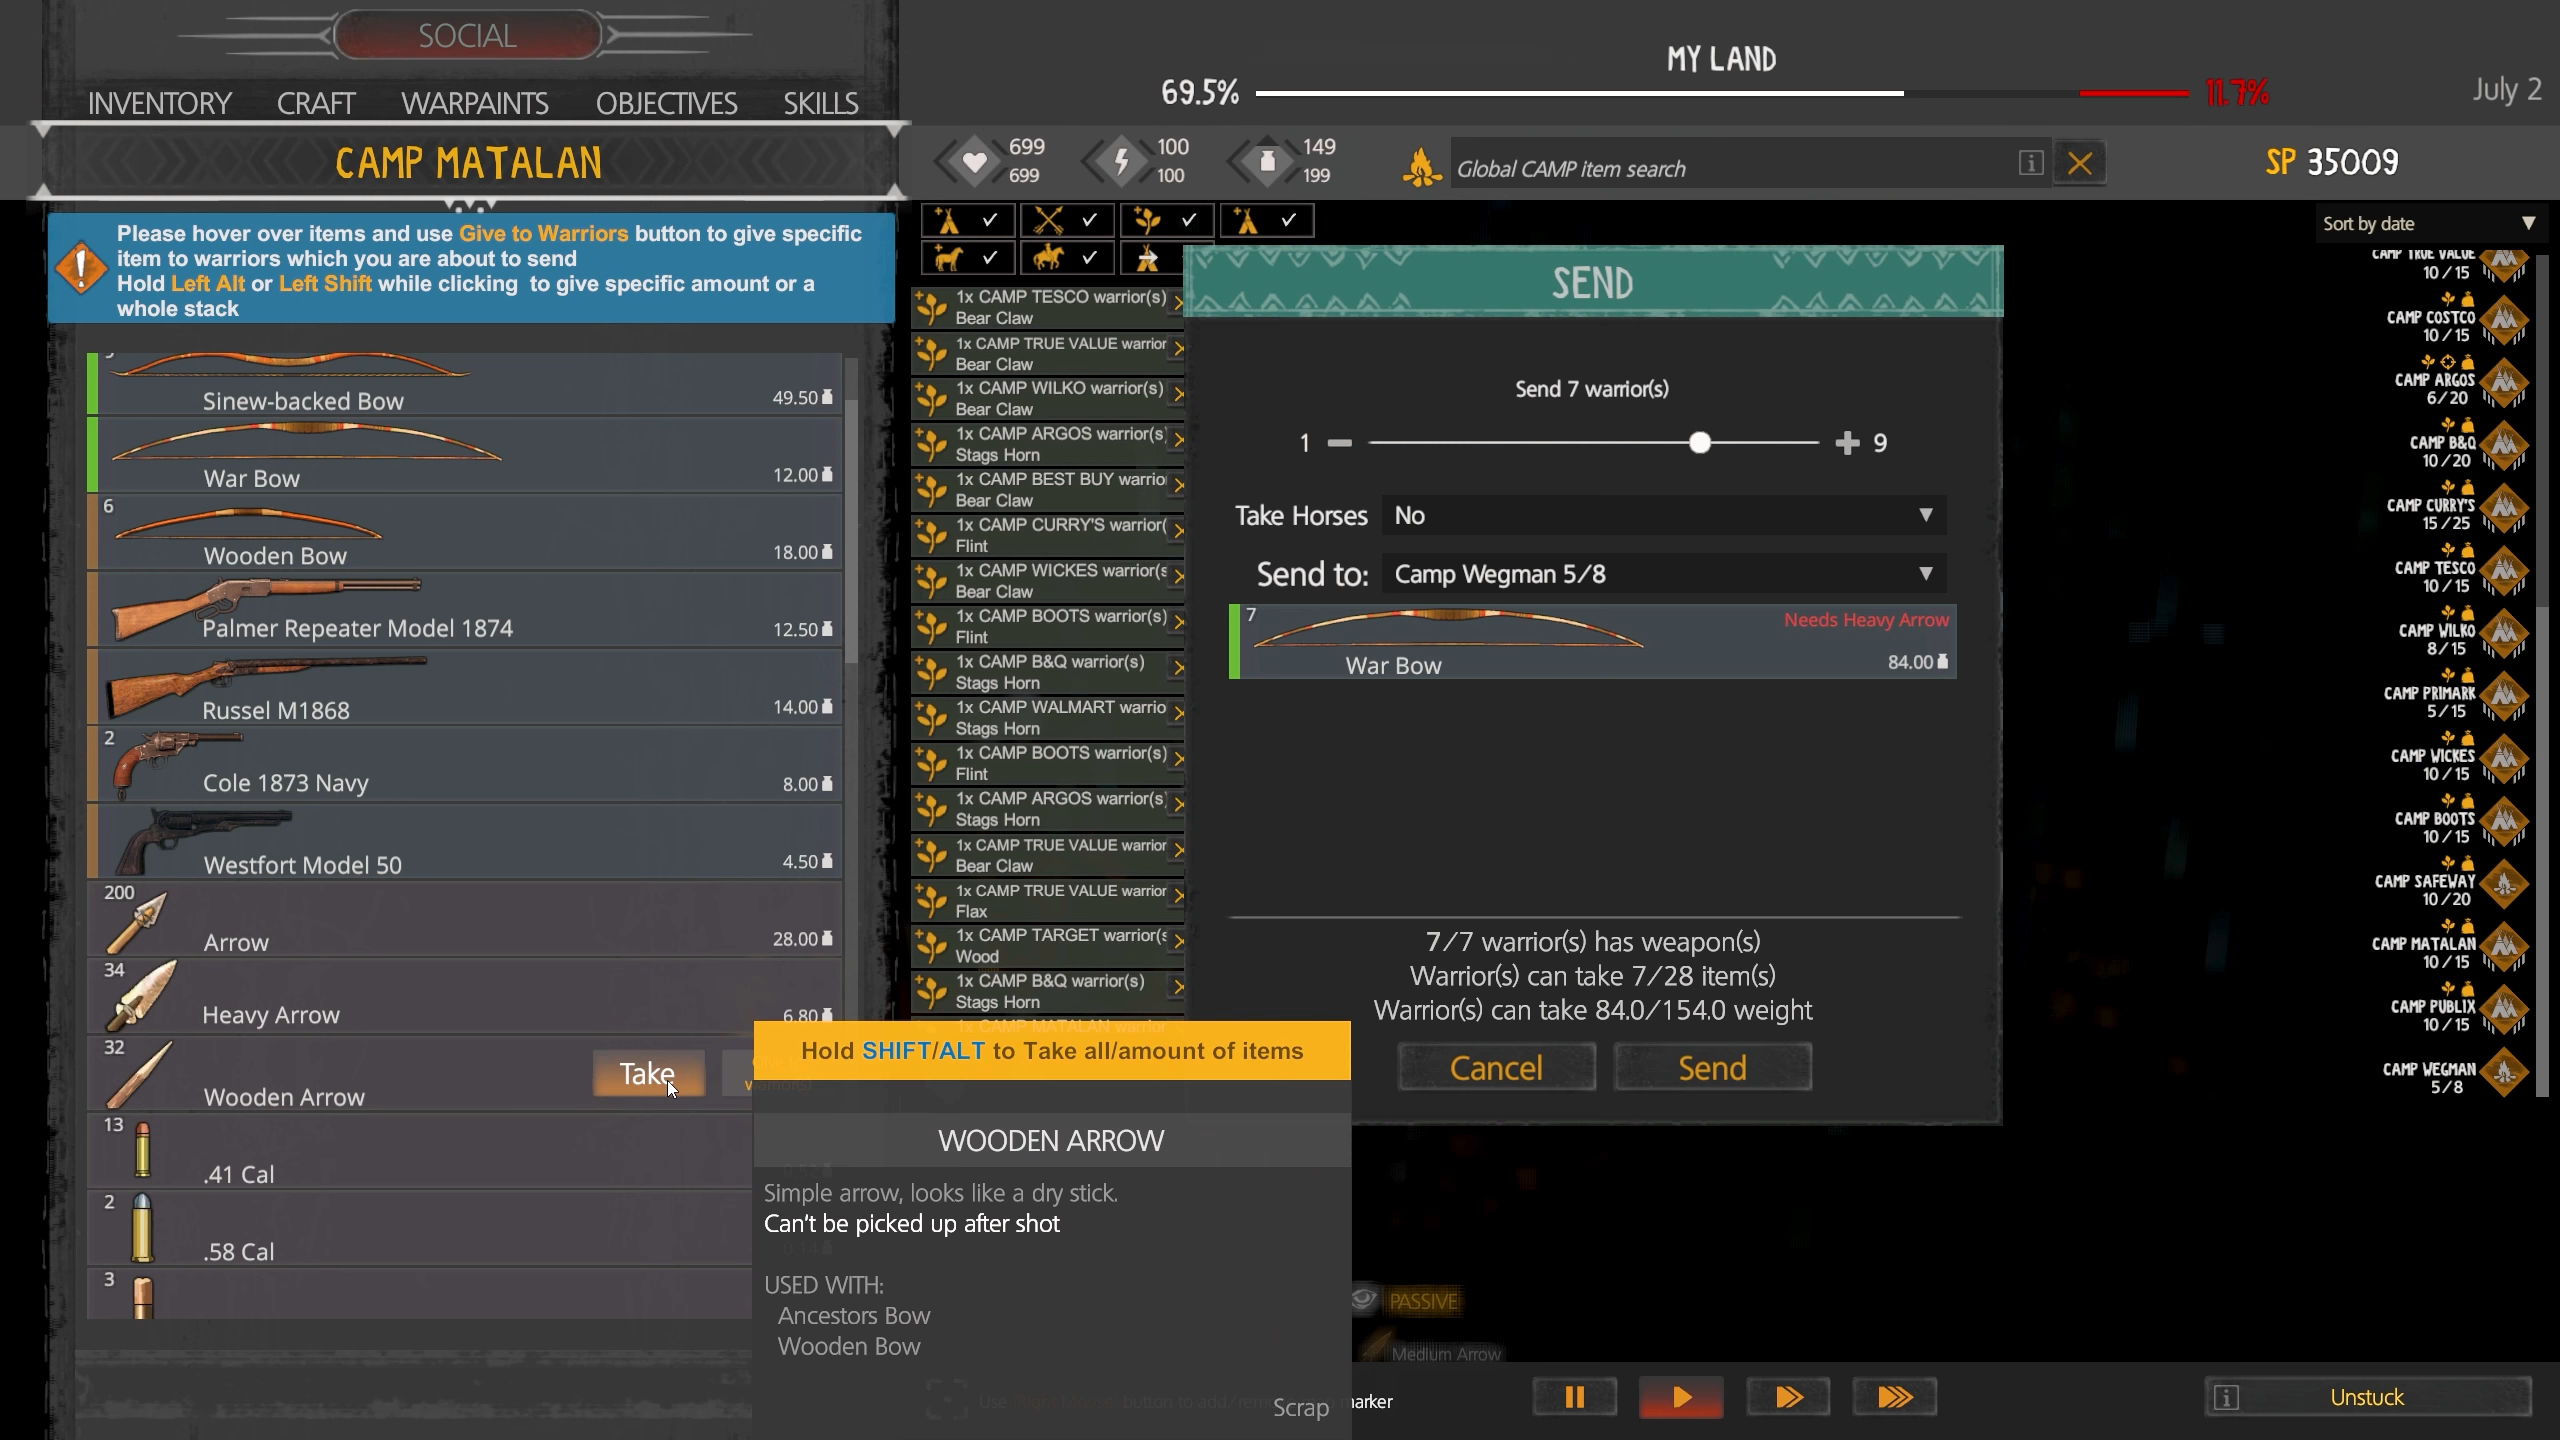 SOCIAL
INVENTORY
CRAFT
WARPAINTS
OBJECTIVES
SKILLS
CAMP MATALAN
Please hover over items and use Give to Warriors button to give specific
item to warriors which you are about to send
Hold Left Alt or Left Shift while clicking to give specific amount or a
whole stack
Sinew-backed Bow
49.50
War Bow
12.00
6
Wooden Bow
18.00
Palmer Repeater Model 1874
12.50
Russel M1868
14.00
2
Cole 1873 Navy
8.00
Westfort Model 50
4.50
200
Arrow
28.00
34
Heavy Arrow
6.80
32
Wooden Arrow
Take
13
.41 Cal
2
.58 Cal
3
MY LAND
69.5%
11.7%
July 2
699
699
100
100
149
199
Global CAMP item search
SP 35009
Sort by date
1x CAMP TESCO warrior(s)
Bear Claw
1x CAMP TRUE VALUE warrior
Bear Claw
1x CAMP WILKO warrior(s)
Bear Claw
1x CAMP ARGOS warrior(s)
Stags Horn
1x CAMP BEST BUY warrio
Bear Claw
1x CAMP CURRY'S warrior(
Flint
1x CAMP WICKES warrior(s
Bear Claw
1x CAMP BOOTS warrior(s)
Flint
1x CAMP B&Q warrior(s)
Stags Horn
1x CAMP WALMART warrio
Stags Horn
1x CAMP BOOTS warrior(s)
Flint
1x CAMP ARGOS warrior(s)
Stags Horn
1x CAMP TRUE VALUE warrior
Bear Claw
1x CAMP TRUE VALUE warrior
Flax
1x CAMP TARGET warrior(s
Wood
1x CAMP B&Q warrior(s)
Stags Horn
1x CAMP MATALAN warrior
SEND
Send 7 warrior(s)
1
9
Take Horses
No
Send to:
Camp Wegman 5/8
7
Needs Heavy Arrow
War Bow
84.00
7/7 warrior(s) has weapon(s)
Warrior(s) can take 7/28 item(s)
Warrior(s) can take 84.0/154.0 weight
Cancel
Send
Hold SHIFT/ALT to Take all/amount of items
WOODEN ARROW
Simple arrow, looks like a dry stick.
Can't be picked up after shot
USED WITH:
Ancestors Bow
Wooden Bow
Scrap
marker
PASSIVE
Medium Arrow
Unstuck
CAMP TRUE VALUE
10/15
CAMP COSTCO
10/15
CAMP ARGOS
6/20
CAMP B&Q
10/20
CAMP CURRY'S
15/25
CAMP TESCO
10/15
CAMP WILKO
8/15
CAMP PRIMARK
5/15
CAMP WICKES
10/15
CAMP BOOTS
10/15
CAMP SAFEWAY
10/20
CAMP MATALAN
10/15
CAMP PUBLIX
10/15
CAMP WEGMAN
5/8